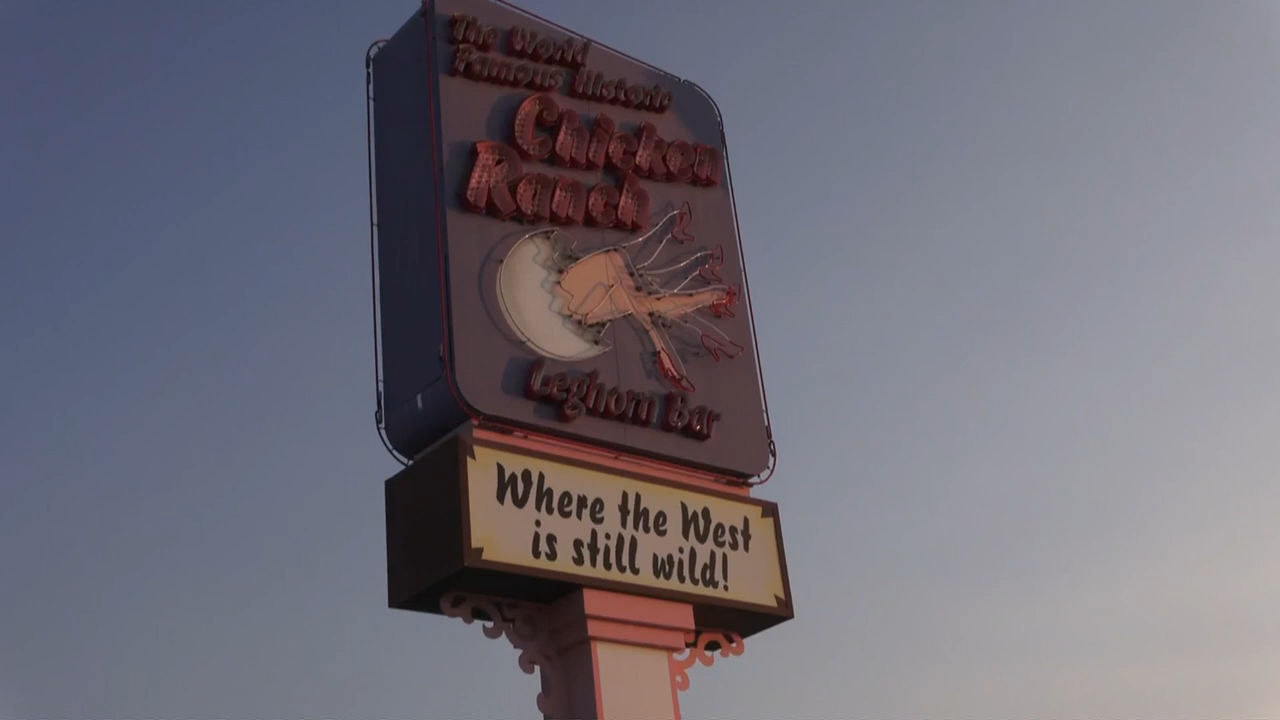 The World
Famous Historic
Chicken
Ranch
Leghorn Bar
Where the West
is still wild!